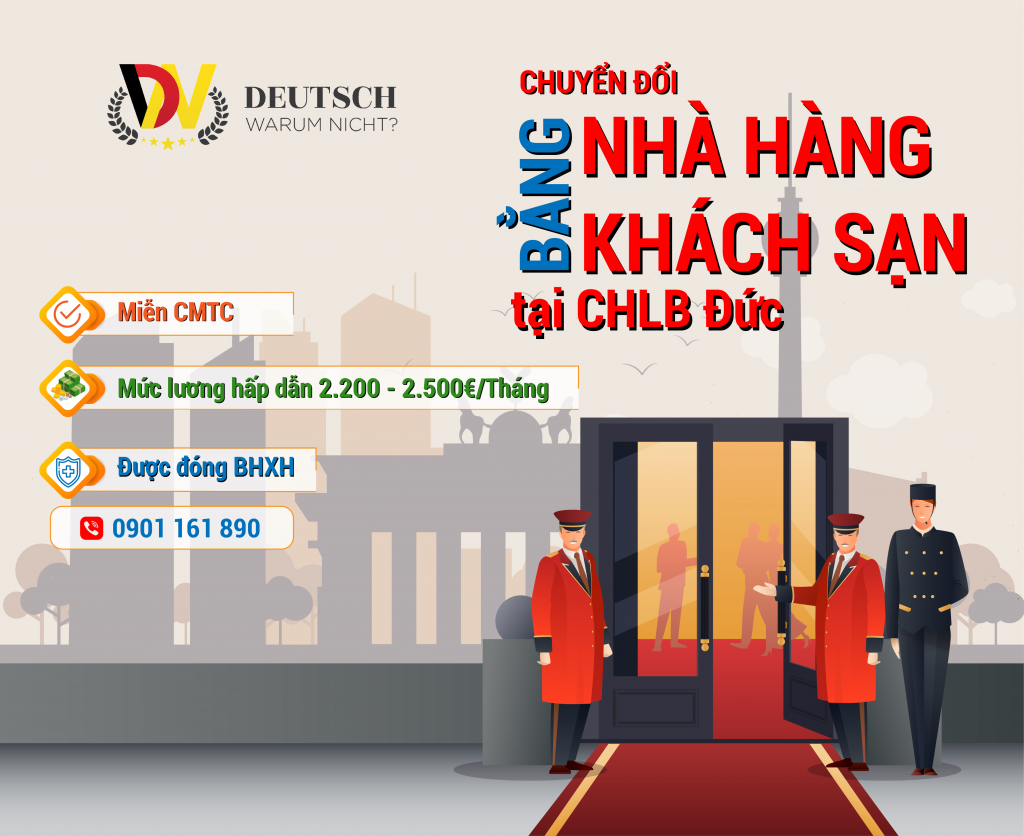 DEUTSCH
WARUM NICHT?
CHUYỂN ĐỔI
BẰNG
NHÀ HÀNG
KHÁCH SẠN
tại CHLB Đức
Miễn CMTC
Mức lương hấp dẫn 2.200 - 2.500€/Tháng
Được đóng BHXH
0901 161 890